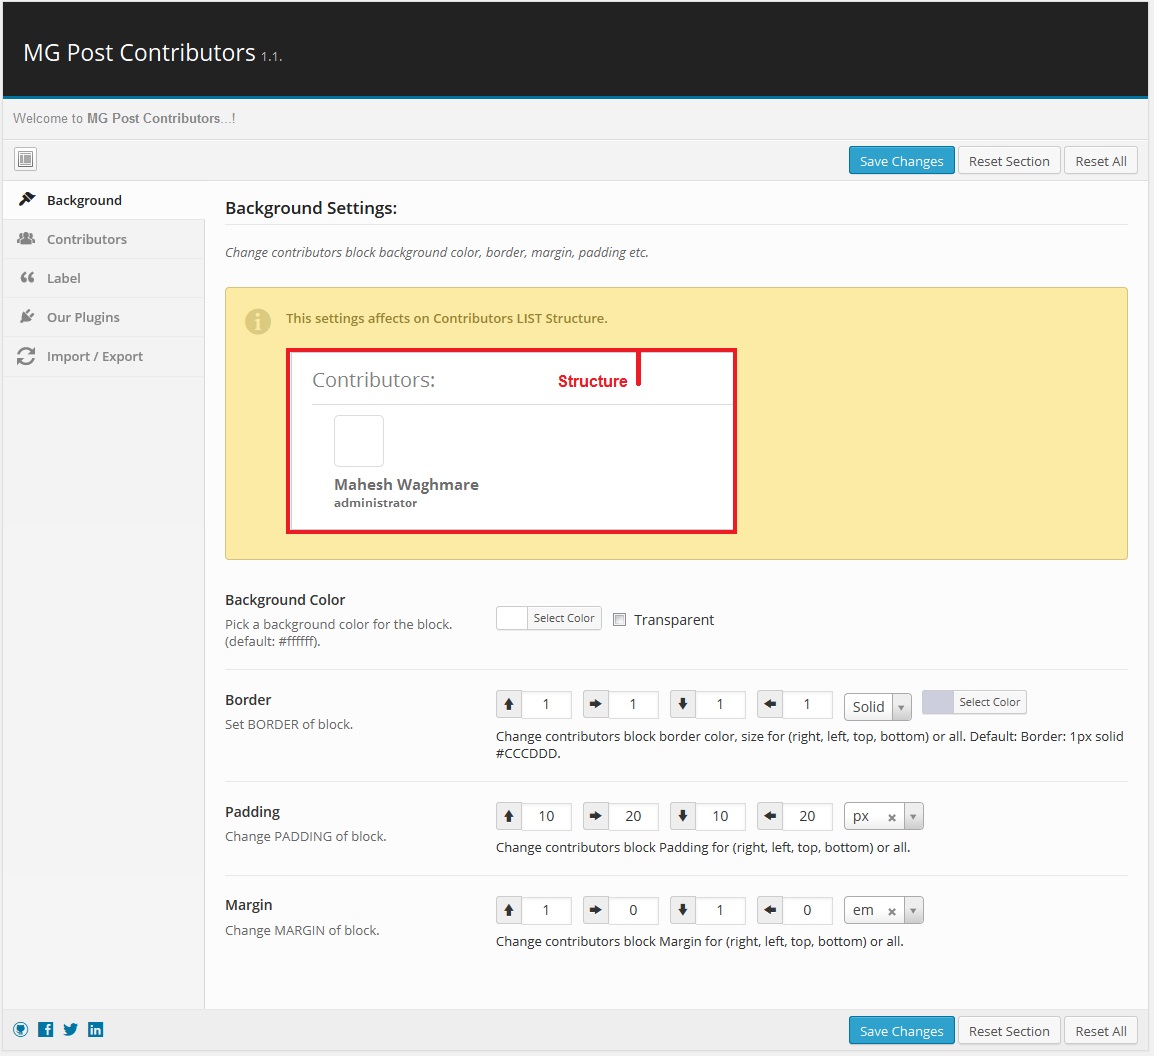 MG Post Contributors 1.1.
Welcome to MG Post Contributors...!
Save Changes Reset Section Reset All
Background
Contributors
Label
Our Plugins
Import / Export
Background Settings:
Change contributors block background color, border, margin, padding etc.
This settings affects on Contributors LIST Structure.
Contributors: Structure
Mahesh Waghmare
administrator
Background Color
Pick a background color for the block.
(default: #ffffff).
Select Color Transparent
Border
Set BORDER of block.
1 1 1 1 Solid Select Color
Change contributors block border color, size for (right, left, top, bottom) or all. Default: Border: 1px solid
#CCCDDD.
Padding
Change PADDING of block.
10 20 10 20 px
Change contributors block Padding for (right, left, top, bottom) or all.
Margin
Change MARGIN of block.
1 0 1 0 em
Change contributors block Margin for (right, left, top, bottom) or all.
Save Changes Reset Section Reset All